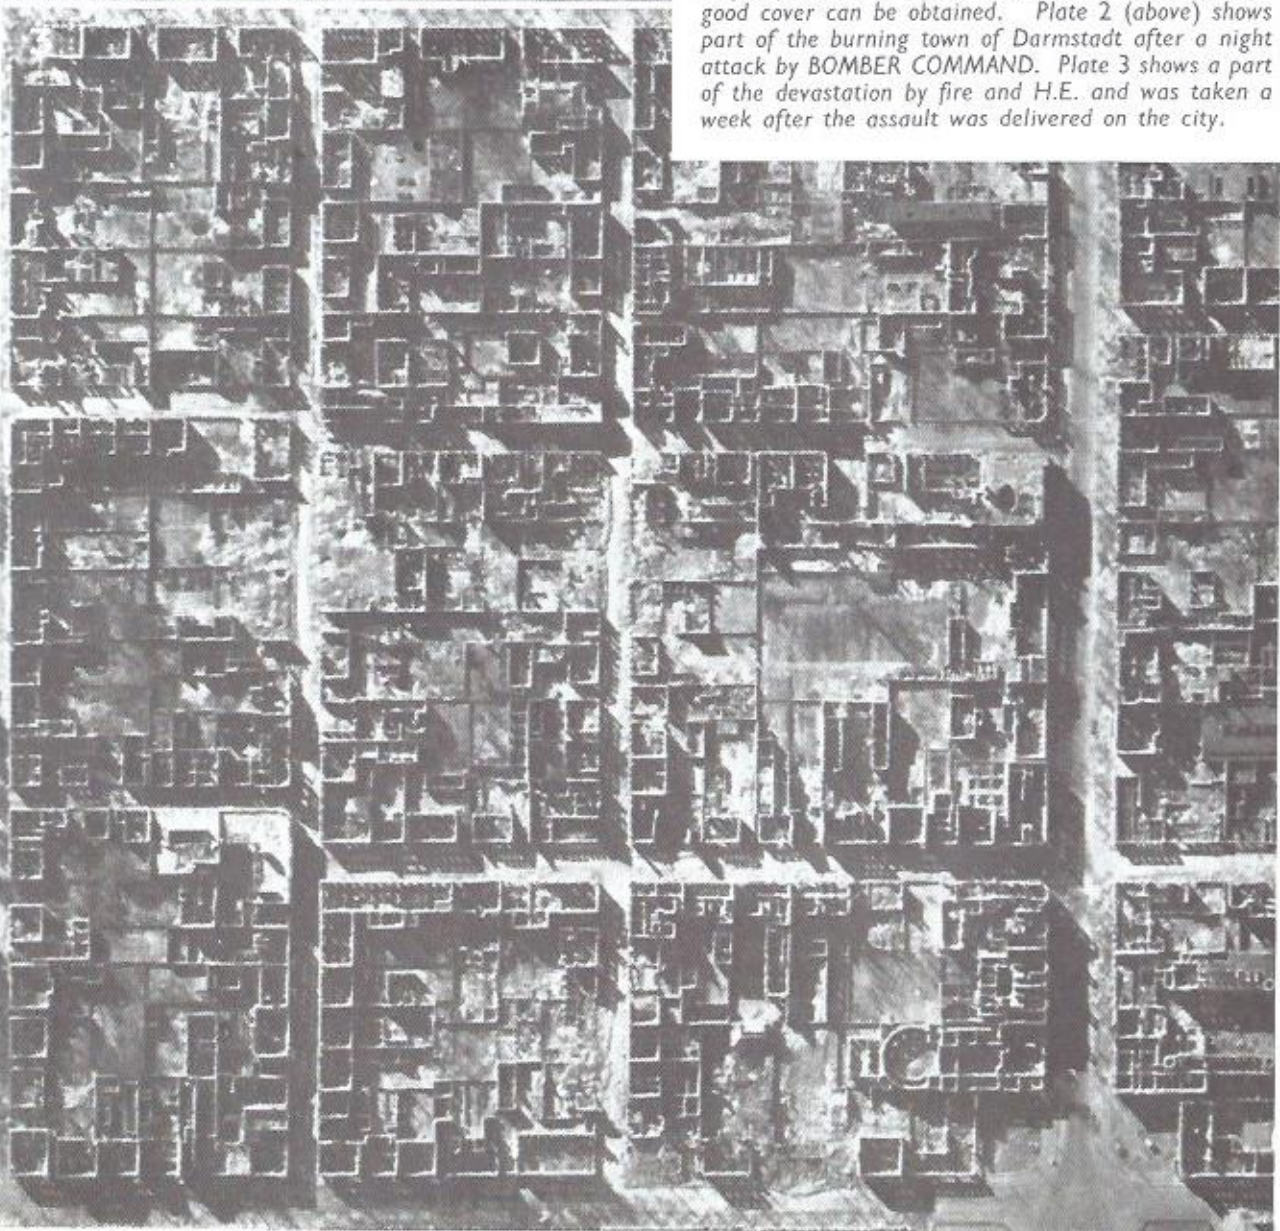 good cover can be obtained. Plate 2 (above) shows
part of the burning town of Darmstadt after a night
attack by BOMBER COMMAND. Plate 3 shows a part
of the devastation by fire and H.E. and was taken a
week after the assault was delivered on the city.